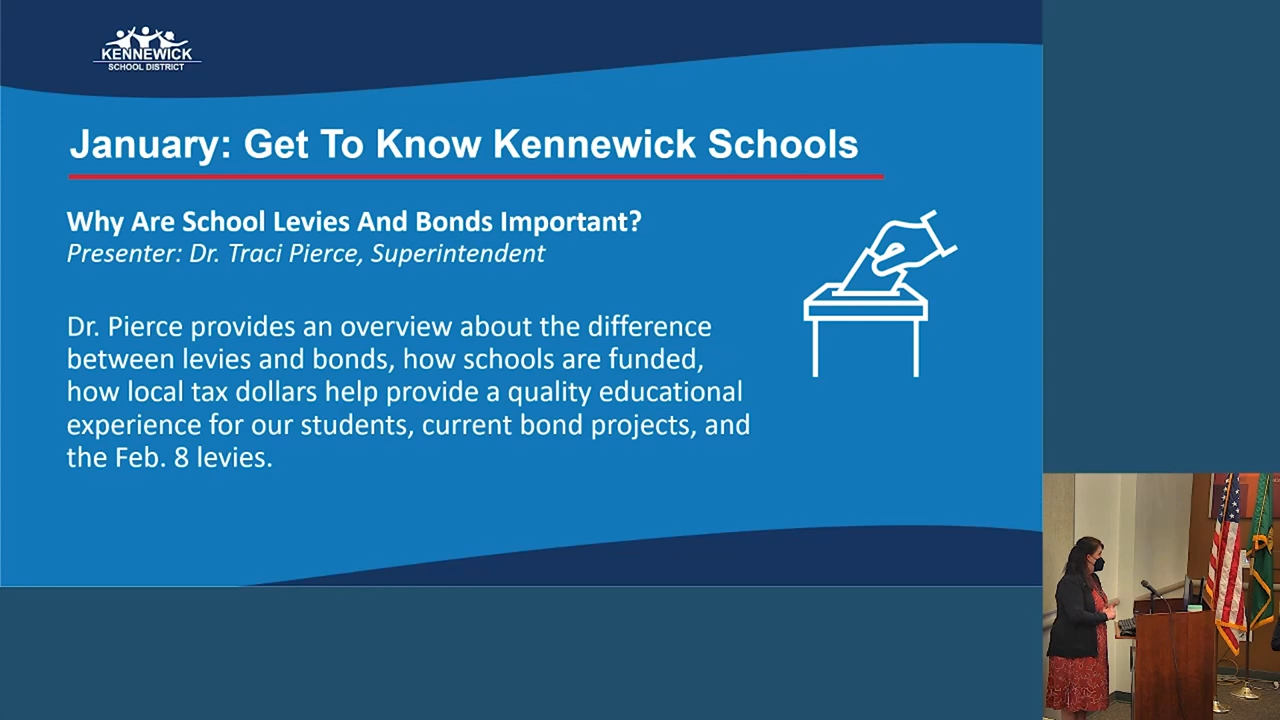 KENNEWICK
SCHOOL DISTRICT
January: Get To Know Kennewick Schools
Why Are School Levies And Bonds Important?
Presenter: Dr. Traci Pierce, Superintendent
Dr. Pierce provides an overview about the difference
between levies and bonds, how schools are funded,
how local tax dollars help provide a quality educational
experience for our students, current bond projects, and
the Feb. 8 levies.